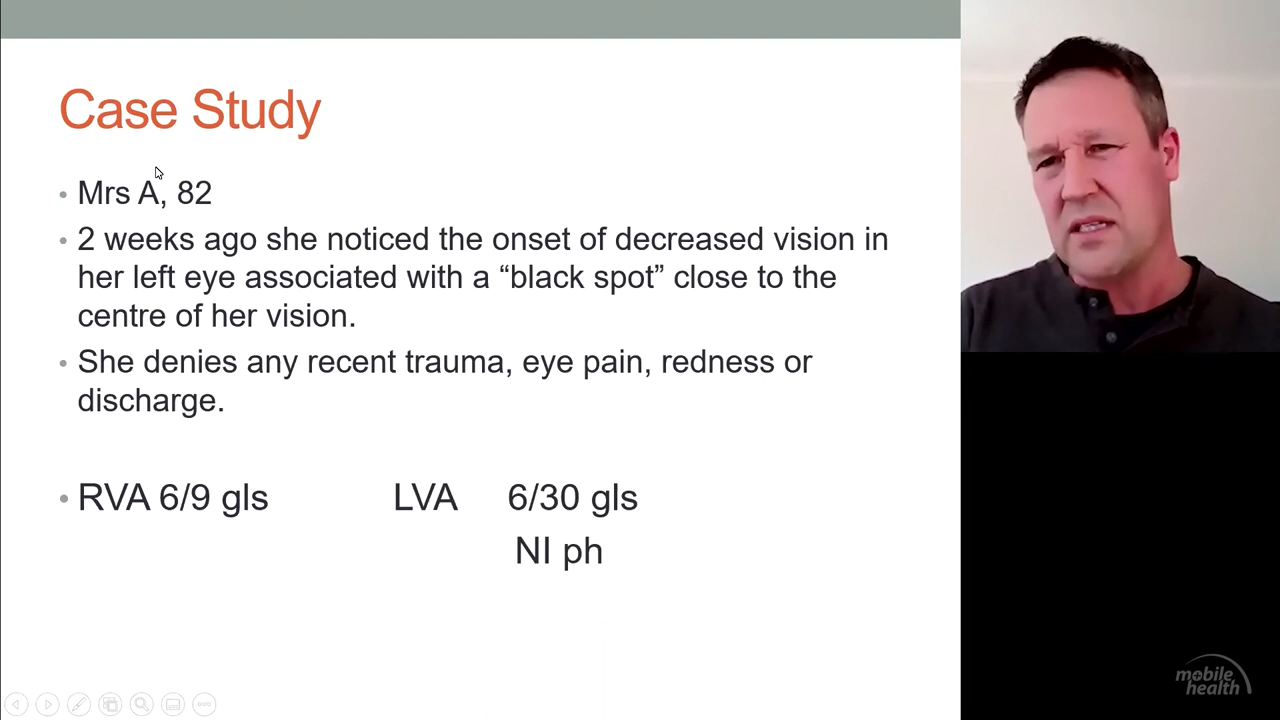 Case Study
• Mrs A, 82
• 2 weeks ago she noticed the onset of decreased vision in
her left eye associated with a “black spot” close to the
centre of her vision.
• She denies any recent trauma, eye pain, redness or
discharge.
• RVA 6/9 gls LVA 6/30 gls
NI ph
mobile
health